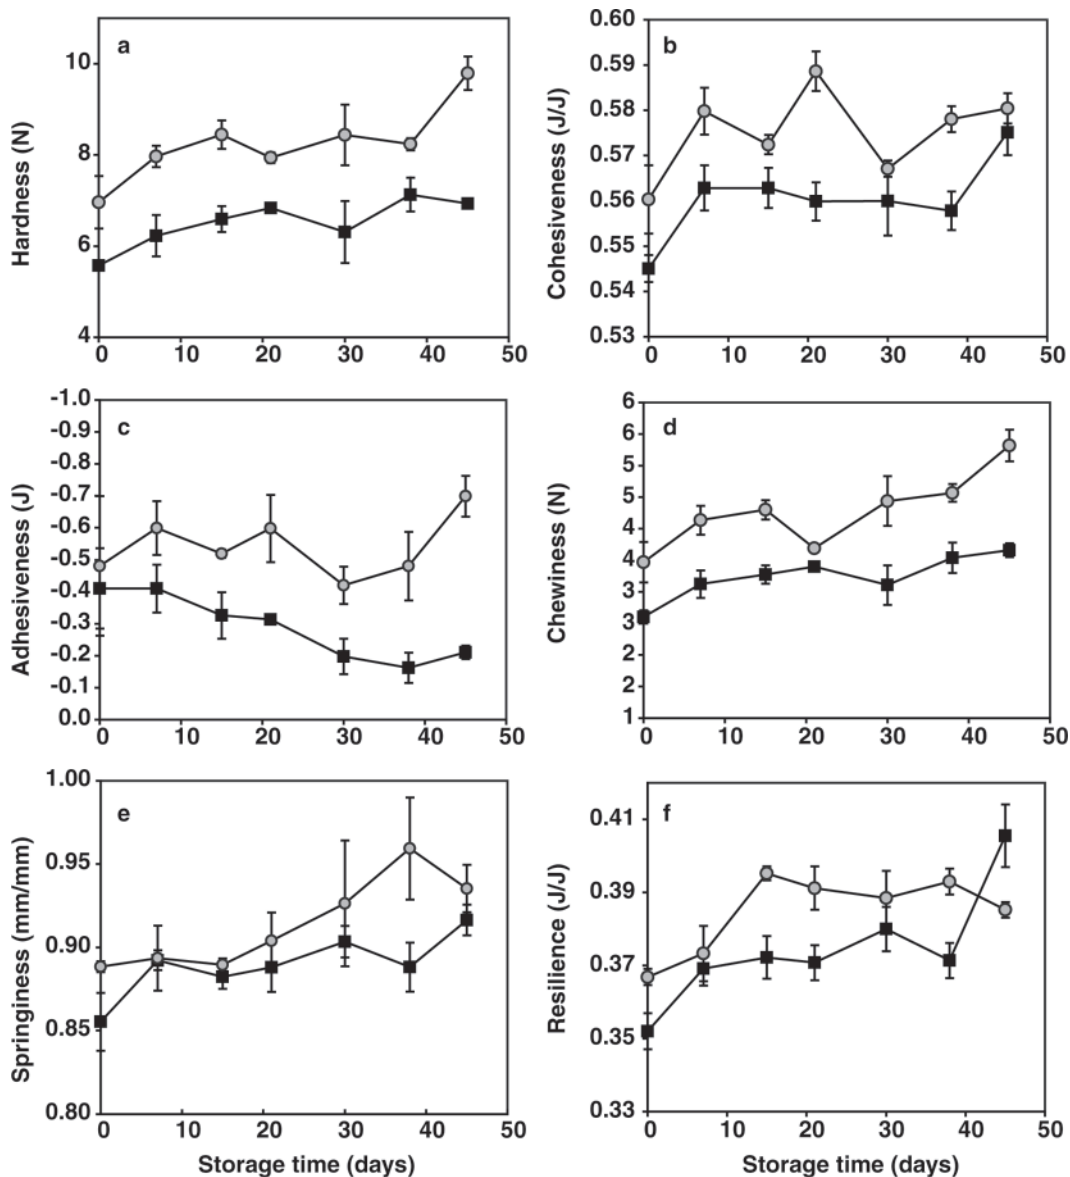 a
10
8
6
4
Hardness (N)
0 10 20 30 40 50
b
0.60
0.59
0.58
0.57
0.56
0.55
0.54
0.53
Cohesiveness (J/J)
0 10 20 30 40 50
c
-1.0
-0.9
-0.8
-0.7
-0.6
-0.5
-0.4
-0.3
-0.2
-0.1
0.0
Adhesiveness (J)
0 10 20 30 40 50
d
6
6
5
5
4
4
3
3
2
2
1
Chewiness (N)
0 10 20 30 40 50
e
1.00
0.95
0.90
0.85
0.80
Springiness (mm/mm)
0 10 20 30 40 50
Storage time (days)
f
0.41
0.39
0.37
0.35
0.33
Resilience (J/J)
0 10 20 30 40 50
Storage time (days)